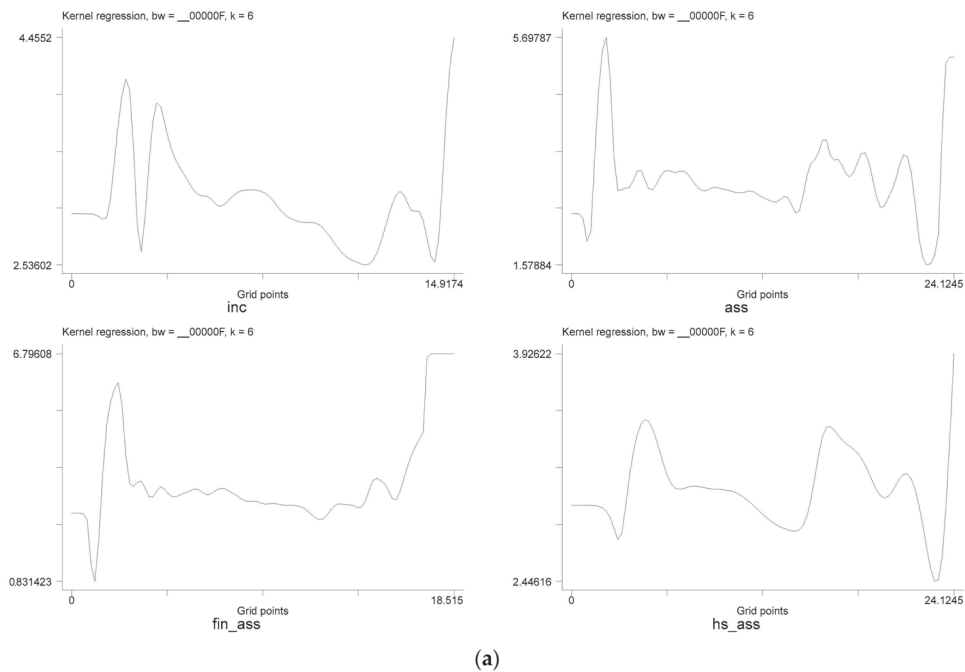 Kernel regression, bw = __00000F, k = 6
4.4552
2.53602
0
14.9174
Grid points
inc
Kernel regression, bw = __00000F, k = 6
5.69787
1.57884
0
24.1245
Grid points
ass
Kernel regression, bw = __00000F, k = 6
6.79608
0.831423
0
18.515
Grid points
fin_ass
Kernel regression, bw = __00000F, k = 6
3.92622
2.44616
0
24.1245
Grid points
hs_ass
(a)